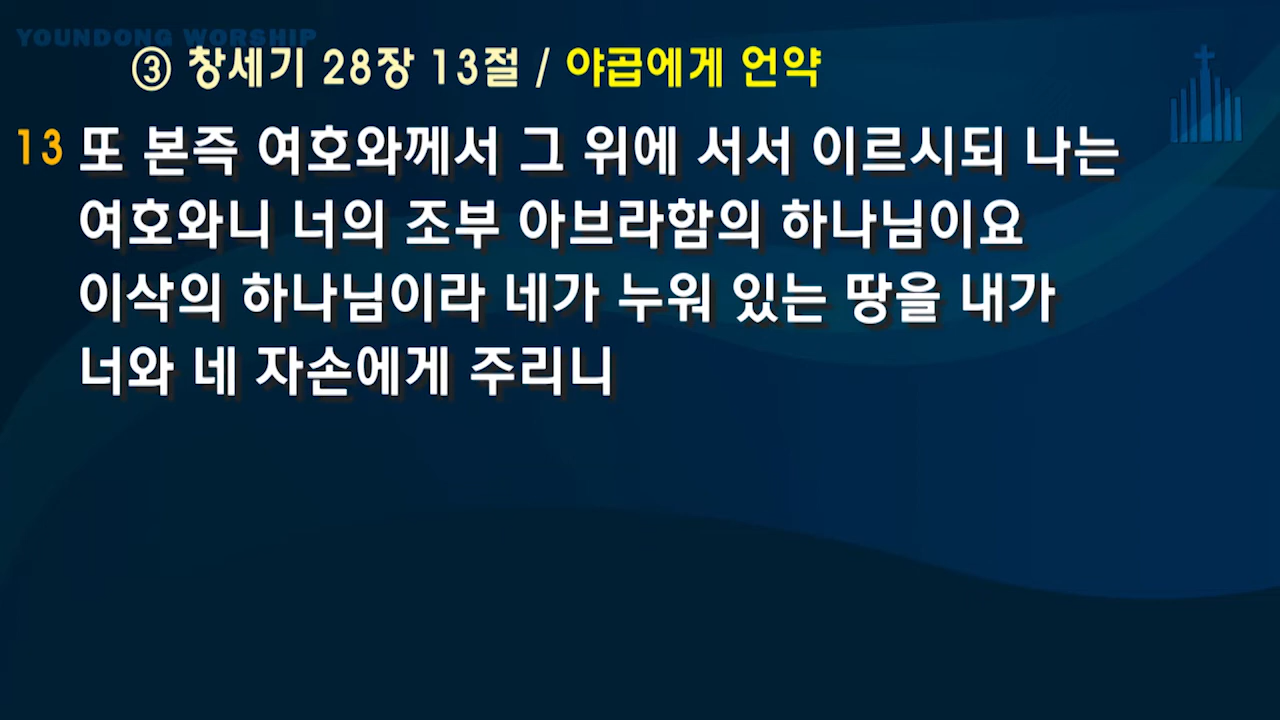 YOUNDONG WORSHIP
③ 창세기 28장 13절 / 야곱에게 언약
13 또 본즉 여호와께서 그 위에 서서 이르시되 나는
여호와니 너의 조부 아브라함의 하나님이요
이삭의 하나님이라 네가 누워 있는 땅을 내가
너와 네 자손에게 주리니